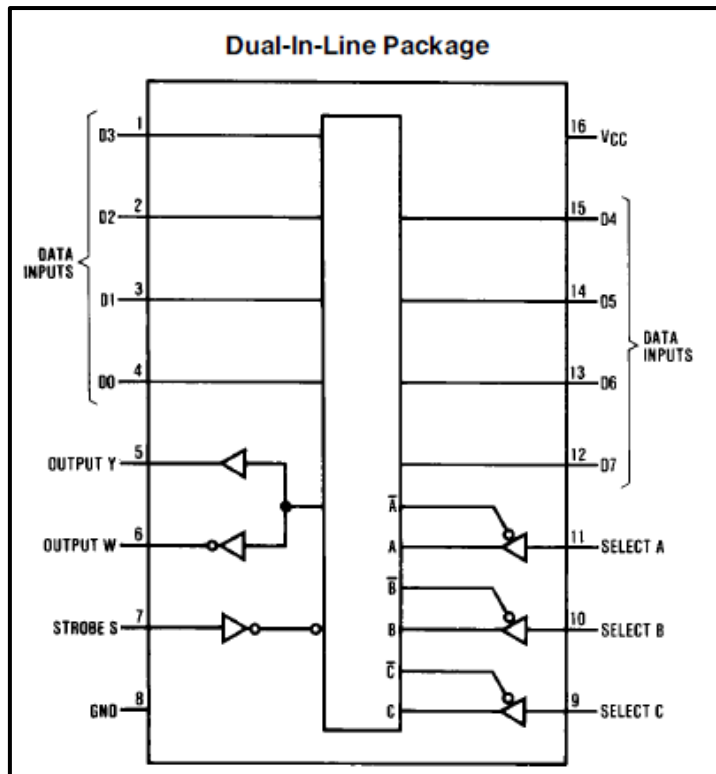 Dual-In-Line Package
D3 1
D2 2
D1 3
D0 4
DATA
INPUTS
OUTPUT Y 5
OUTPUT W 6
STROBE S 7
GND 8
16 VCC
15 D4
14 D5
13 D6
12 D7
DATA
INPUTS
A̅
A
11 SELECT A
B̅
B
10 SELECT B
C̅
C
9 SELECT C